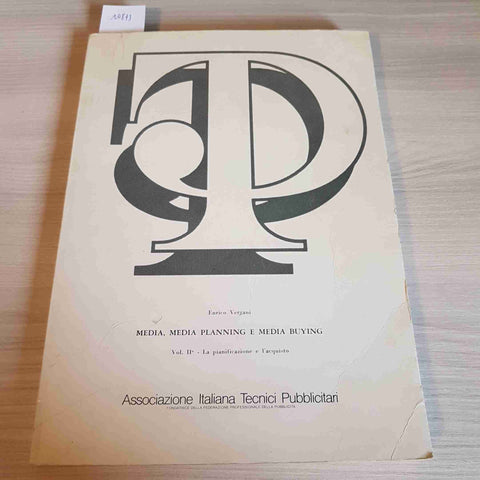 TP
Enrico Vergani
MEDIA, MEDIA PLANNING E MEDIA BUYING
Vol. II° - La pianificazione e l'acquisto
Associazione Italiana Tecnici Pubblicitari
FONDATRICE DELLA FEDERAZIONE PROFESSIONALE DELLA PUBBLICITÀ